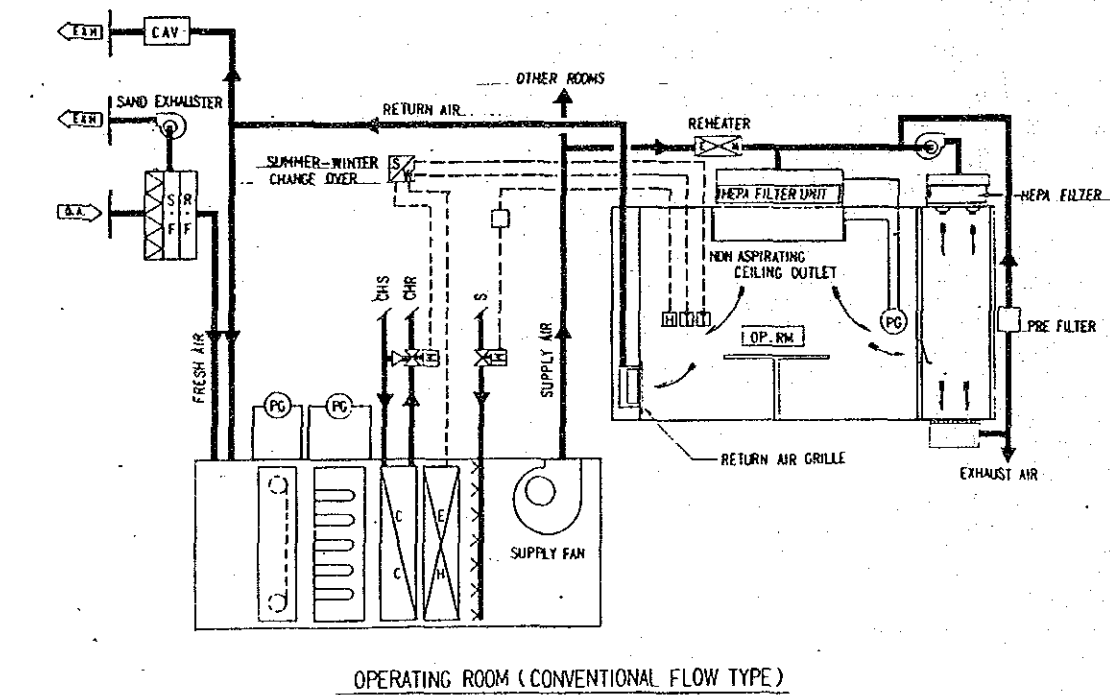 EXH
CAV
OTHER ROOMS
SAND EXHAUSTER
EXH
RETURN AIR
REHEATER
SUMMER-WINTER
CHANGE OVER
S
W
HEPA FILTER UNIT
HEPA FILTER
O.A.
S
F
R
F
NON ASPIRATING
CEILING OUTLET
CHS
CHR
S
H
T
T
PG
PRE FILTER
OP. RM
FRESH AIR
SUPPLY AIR
M
H
PG
PG
RETURN AIR GRILLE
EXHAUST AIR
C
C
E
H
SUPPLY FAN
OPERATING ROOM (CONVENTIONAL FLOW TYPE)